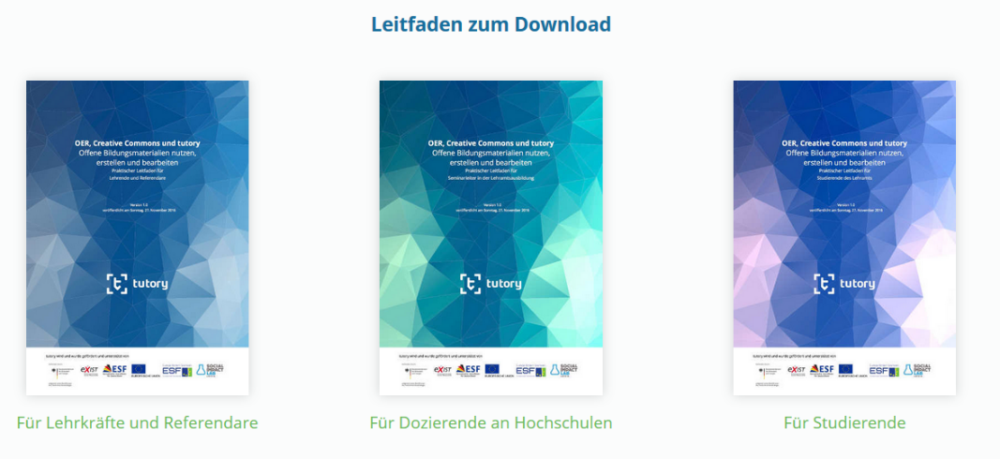 Leitfaden zum Download
OER, Creative Commons und tutory
Offene Bildungsmaterialien nutzen,
erstellen und bearbeiten
Praktischer Leitfaden für
Lehrende und Referendare
Version 1.0
veröffentlicht am Sonntag, 27. November 2016
tutory
tutory wird und wurde gefördert und unterstützt von
EXIST
ESF
ESF
SOCIAL
IMPACT
LAB
Für Lehrkräfte und Referendare
OER, Creative Commons und tutory
Offene Bildungsmaterialien nutzen,
erstellen und bearbeiten
Praktischer Leitfaden für
Seminarleiter in der Lehramtsausbildung
Version 1.0
veröffentlicht am Sonntag, 27. November 2016
tutory
tutory wird und wurde gefördert und unterstützt von
EXIST
ESF
ESF
SOCIAL
IMPACT
LAB
Für Dozierende an Hochschulen
OER, Creative Commons und tutory
Offene Bildungsmaterialien nutzen,
erstellen und bearbeiten
Praktischer Leitfaden für
Studierende des Lehramts
Version 1.0
veröffentlicht am Sonntag, 27. November 2016
tutory
tutory wird und wurde gefördert und unterstützt von
EXIST
ESF
ESF
SOCIAL
IMPACT
LAB
Für Studierende